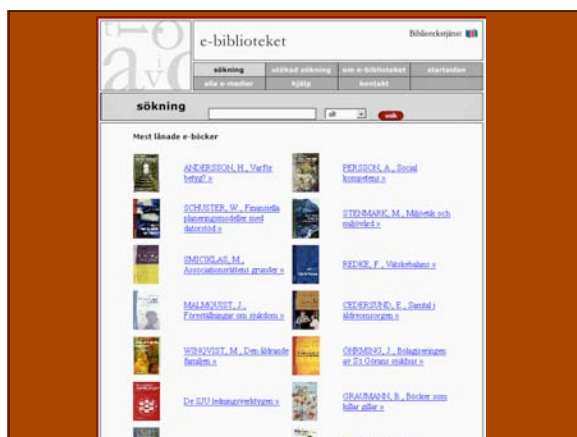 e-biblioteket
Bibliotekstjänst
sökning utökad sökning om e-biblioteket startsidan
alla e-medier hjälp kontakt
sökning
allt
sök
Mest lånade e-böcker
ANDERSSON, H., Varför
betyg? »
PERSSON, A., Social
kompetens »
SCHUSTER, W., Finansiella
planeringsmodeller med
datorstöd »
STENMARK, M., Miljöetik och
miljövård »
SMICIKLAS, M.,
Associationsrättens grunder »
REDKE, F., Vätskebalans »
MALMQUIST, J.,
Föreställningar om sjukdom »
CEDERSUND, E., Samtal i
äldreomsorgen »
WINQVIST, M., Den åldrande
familjen »
ÖHRMING, J., Bolagiseringen
av S:t Görans sjukhus »
De SJU ledningsverktygen »
GRAUMANN, B., Böcker som
killar gillar »